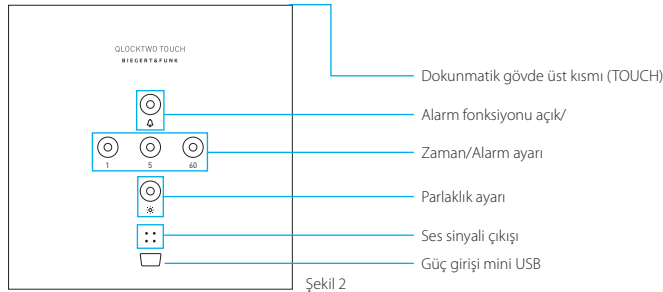 QLOCKTWO TOUCH
BIEGERT&FUNK
Dokunmatik gövde üst kısmı (TOUCH)
Alarm fonksiyonu açık/
Zaman/Alarm ayarı
1 5 60
Parlaklık ayarı
Ses sinyali çıkışı
Güç girişi mini USB
Şekil 2